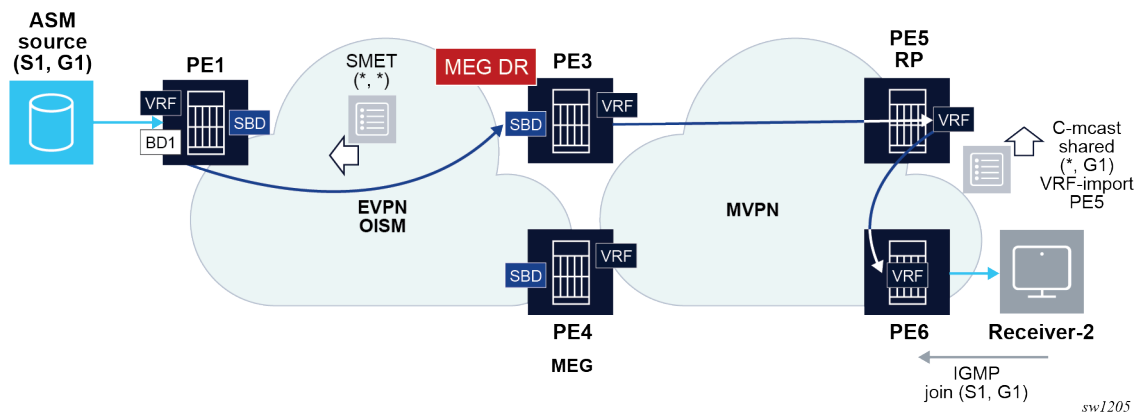 ASM
source
(S1, G1)
PE1
VRF
BD1
SBD
SMET
(*, *)
MEG DR
PE3
SBD
VRF
EVPN
OISM
SBD
VRF
PE4
MEG
MVPN
PE5
RP
VRF
C-mcast
shared
(*, G1)
VRF-import
PE5
VRF
PE6
Receiver-2
IGMP
join (S1, G1)
sw1205